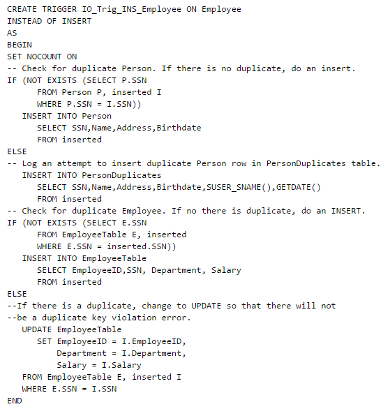 CREATE TRIGGER IO_Trig_INS_Employee ON Employee
INSTEAD OF INSERT
AS
BEGIN
SET NOCOUNT ON
-- Check for duplicate Person. If there is no duplicate, do an insert.
IF (NOT EXISTS (SELECT P.SSN
      FROM Person P, inserted I
      WHERE P.SSN = I.SSN))
   INSERT INTO Person
      SELECT SSN,Name,Address,Birthdate
      FROM inserted
ELSE
-- Log an attempt to insert duplicate Person row in PersonDuplicates table.
   INSERT INTO PersonDuplicates
      SELECT SSN,Name,Address,Birthdate,SUSER_SNAME(),GETDATE()
      FROM inserted
-- Check for duplicate Employee. If no there is duplicate, do an INSERT.
IF (NOT EXISTS (SELECT E.SSN
      FROM EmployeeTable E, inserted
      WHERE E.SSN = inserted.SSN))
   INSERT INTO EmployeeTable
      SELECT EmployeeID,SSN, Department, Salary
      FROM inserted
ELSE
--If there is a duplicate, change to UPDATE so that there will not
--be a duplicate key violation error.
   UPDATE EmployeeTable
      SET EmployeeID = I.EmployeeID,
          Department = I.Department,
          Salary = I.Salary
   FROM EmployeeTable E, inserted I
   WHERE E.SSN = I.SSN
END